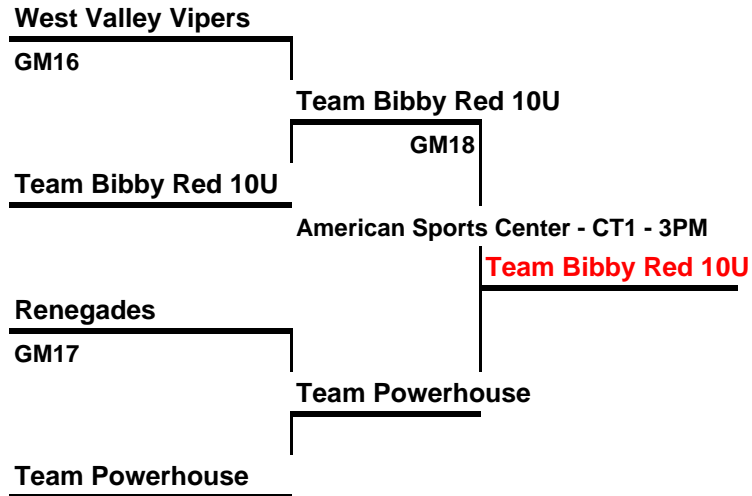 West Valley Vipers
GM16
Team Bibby Red 10U
GM18
Team Bibby Red 10U
American Sports Center - CT1 - 3PM
Team Bibby Red 10U
Renegades
GM17
Team Powerhouse
Team Powerhouse